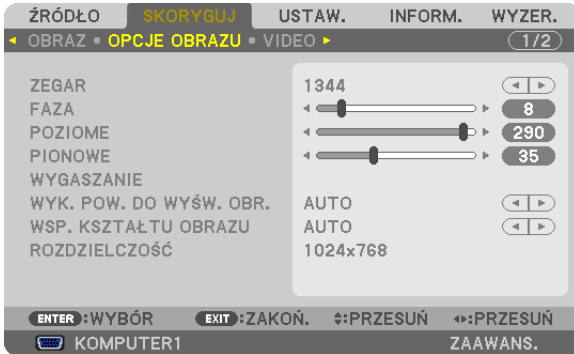 ŹRÓDŁO SKORYGUJ USTAW. INFORM. WYZER.
OBRAZ • OPCJE OBRAZU • VIDEO 1/2
ZEGAR 1344
FAZA 8
POZIOME 290
PIONOWE 35
WYGASZANIE
WYK. POW. DO WYŚW. OBR. AUTO
WSP. KSZTAŁTU OBRAZU AUTO
ROZDZIELCZOŚĆ 1024x768
ENTER :WYBÓR EXIT :ZAKOŃ. :PRZESUŃ :PRZESUŃ
KOMPUTER1 ZAAWANS.